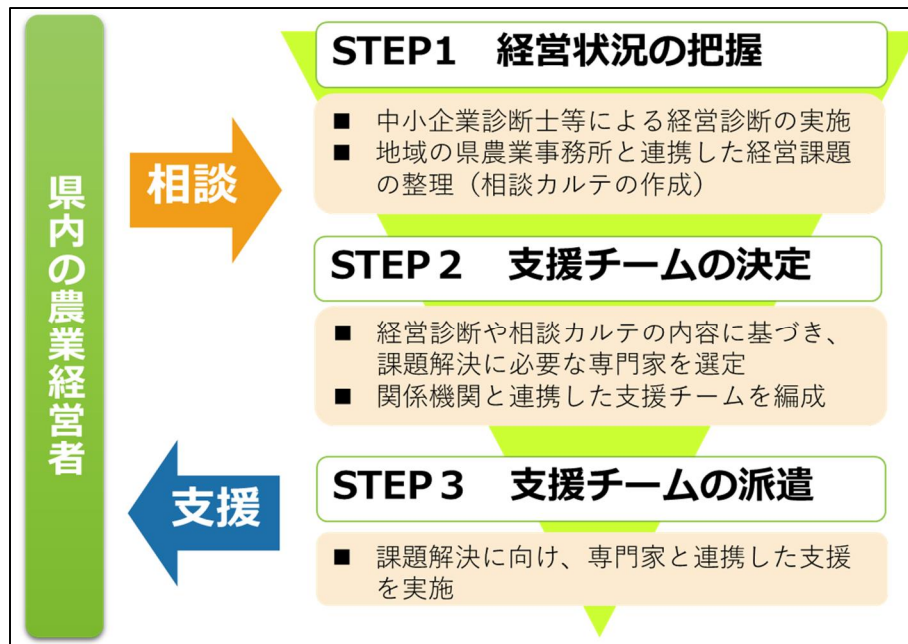 県内の農業経営者
相談
支援
STEP1 経営状況の把握
■ 中小企業診断士等による経営診断の実施
■ 地域の県農業事務所と連携した経営課題
の整理（相談カルテの作成）
STEP２ 支援チームの決定
■ 経営診断や相談カルテの内容に基づき、
課題解決に必要な専門家を選定
■ 関係機関と連携した支援チームを編成
STEP３ 支援チームの派遣
■ 課題解決に向け、専門家と連携した支援
を実施